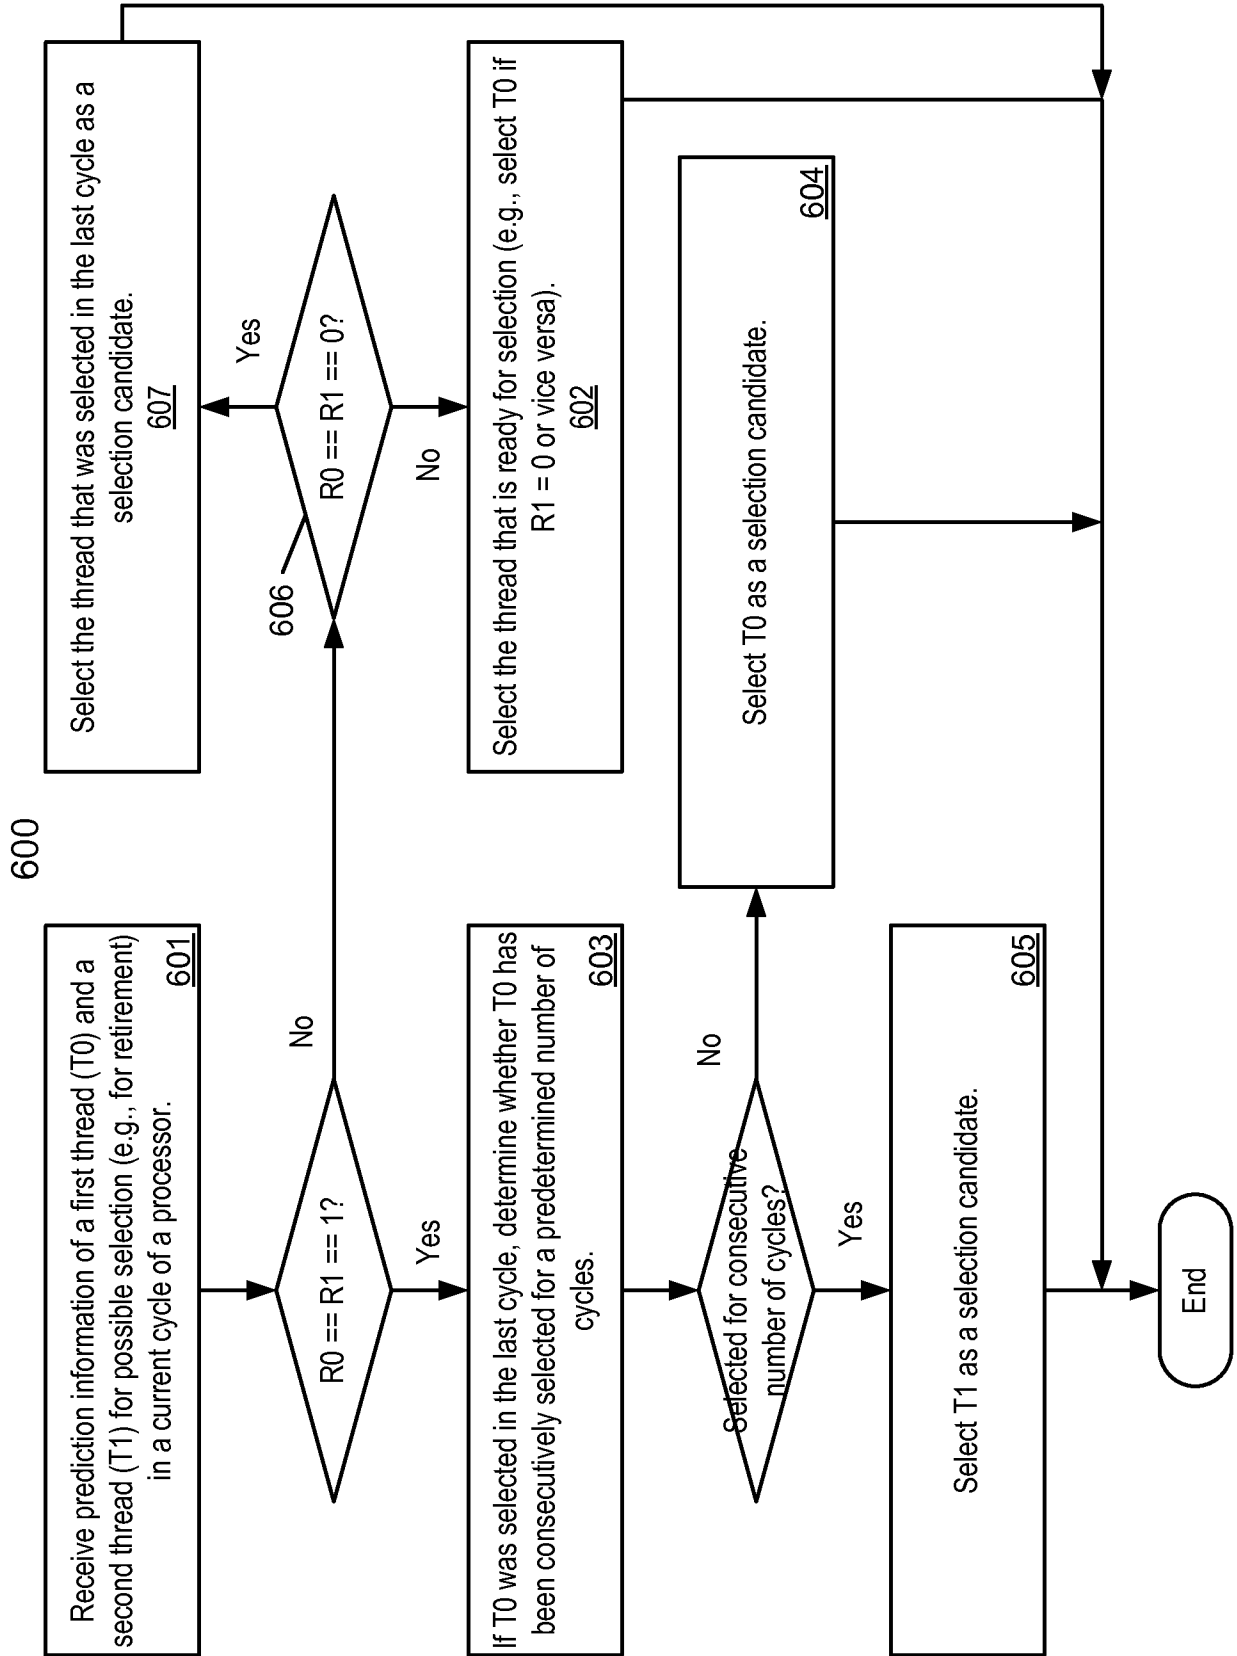 600
Receive prediction information of a first thread (T0) and a
second thread (T1) for possible selection (e.g., for retirement)
in a current cycle of a processor.
601
R0 == R1 == 1?
No
Yes
If T0 was selected in the last cycle, determine whether T0 has
been consecutively selected for a predetermined number of
cycles.
603
Selected for consecutive
number of cycles?
No
Yes
Select T1 as a selection candidate.
605
End
Select the thread that was selected in the last cycle as a
selection candidate.
607
Yes
R0 == R1 == 0?
606
No
Select the thread that is ready for selection (e.g., select T0 if
R1 = 0 or vice versa).
602
Select T0 as a selection candidate.
604